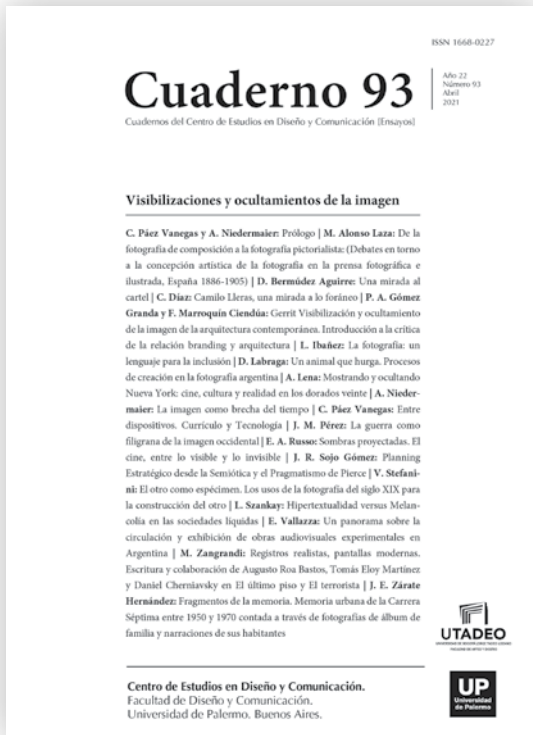 ISSN 1668-0227
Cuaderno 93
Año 22
Número 93
Abril
2021
Cuadernos del Centro de Estudios en Diseño y Comunicación [Ensayos]
Visibilizaciones y ocultamientos de la imagen
C. Páez Vanegas y A. Niedermaier: Prólogo | M. Alonso Laza: De la
fotografía de composición a la fotografía pictorialista: (Debates en torno
a la concepción artística de la fotografía en la prensa fotográfica e
ilustrada, España 1886-1905) | D. Bermúdez Aguirre: Una mirada al
cartel | C. Díaz: Camilo Lleras, una mirada a lo foráneo | P. A. Gómez
Granda y F. Marroquín Ciendúa: Gerrit Visibilización y ocultamiento
de la imagen de la arquitectura contemporánea. Introducción a la crítica
de la relación branding y arquitectura | L. Ibañez: La fotografía: un
lenguaje para la inclusión | D. Labraga: Un animal que hurga. Procesos
de creación en la fotografía argentina | A. Lena: Mostrando y ocultando
Nueva York: cine, cultura y realidad en los dorados veinte | A. Nieder-
maier: La imagen como brecha del tiempo | C. Páez Vanegas: Entre
dispositivos. Currículo y Tecnología | J. M. Pérez: La guerra como
filigrana de la imagen occidental | E. A. Russo: Sombras proyectadas. El
cine, entre lo visible y lo invisible | J. R. Sojo Gómez: Planning
Estratégico desde la Semiótica y el Pragmatismo de Pierce | V. Stefani-
ni: El otro como espécimen. Los usos de la fotografía del siglo XIX para
la construcción del otro | L. Szankay: Hipertextualidad versus Melan-
colía en las sociedades líquidas | E. Vallazza: Un panorama sobre la
circulación y exhibición de obras audiovisuales experimentales en
Argentina | M. Zangrandi: Registros realistas, pantallas modernas.
Escritura y colaboración de Augusto Roa Bastos, Tomás Eloy Martínez
y Daniel Cherniavsky en El último piso y El terrorista | J. E. Zárate
Hernández: Fragmentos de la memoria. Memoria urbana de la Carrera
Séptima entre 1950 y 1970 contada a través de fotografías de álbum de
familia y narraciones de sus habitantes
UTADEO
Centro de Estudios en Diseño y Comunicación.
Facultad de Diseño y Comunicación.
Universidad de Palermo. Buenos Aires.
UP
Universidad
de Palermo